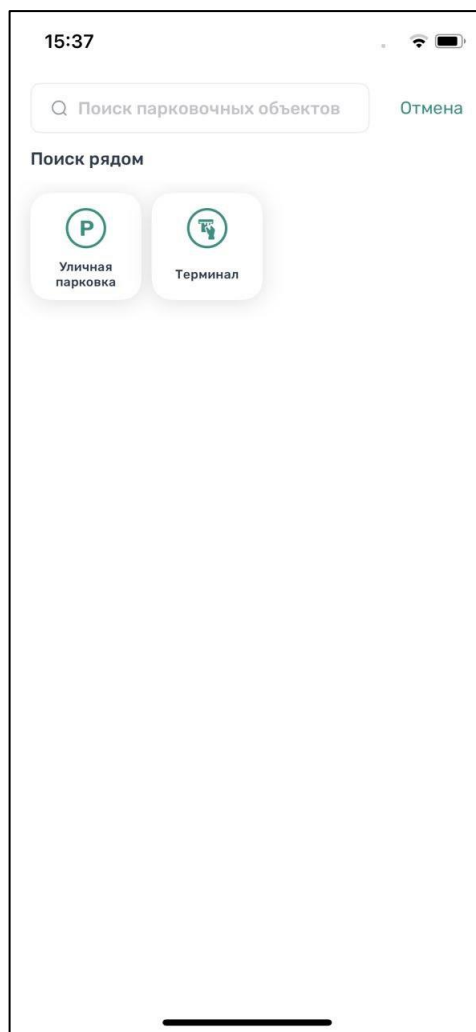 15:37
Поиск парковочных объектов
Отмена
Поиск рядом
P
Уличная
парковка
Терминал